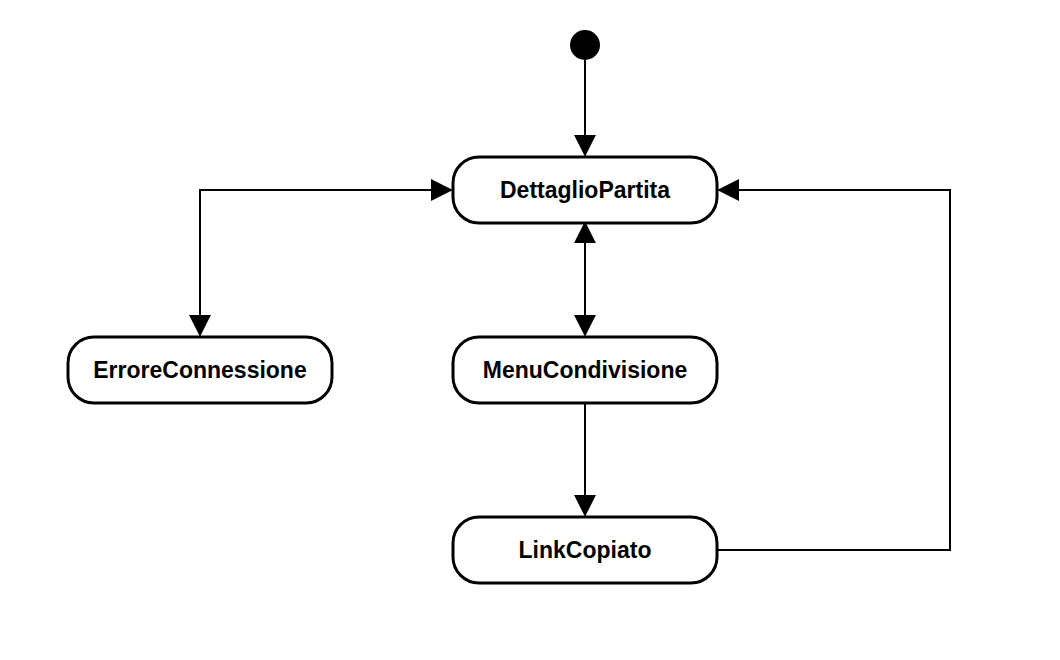 DettaglioPartita
ErroreConnessione
MenuCondivisione
LinkCopiato